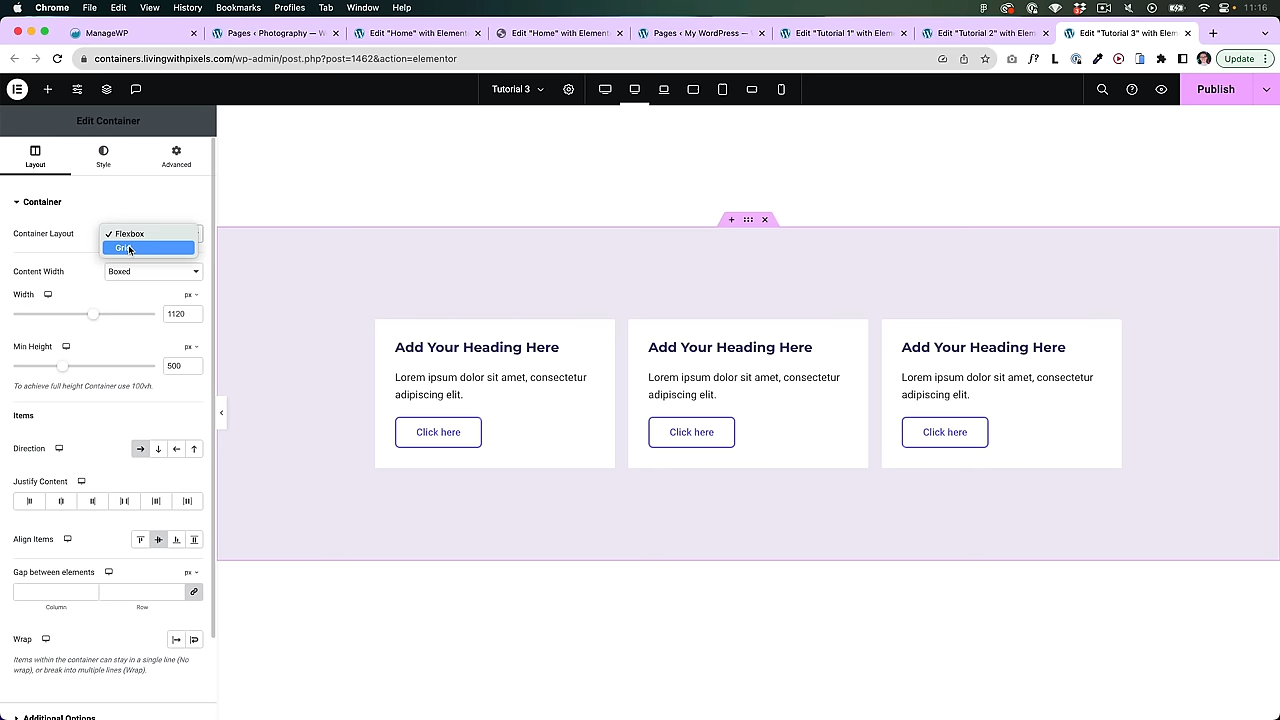 Chrome File Edit View History Bookmarks Profiles Tab Window Help 11:16
ManageWP Pages ‹ Photography — W Edit "Home" with Elementor Edit "Home" with Elementor Pages ‹ My WordPress — Edit "Tutorial 1" with Elem Edit "Tutorial 2" with Elem Edit "Tutorial 3" with Elem
containers.livingwithpixels.com/wp-admin/post.php?post=1462&action=elementor Update
Tutorial 3 Publish
Edit Container
Layout Style Advanced
Container
Container Layout Flexbox
Content Width Boxed
Width px
1120
Min Height px
500
To achieve full height Container use 100vh.
Items
Direction
Justify Content
Align Items
Gap between elements px
Column Row
Wrap
Items within the container can stay in a single line (No
wrap), or break into multiple lines (Wrap).
Additional Options
Add Your Heading Here
Lorem ipsum dolor sit amet, consectetur
adipiscing elit.
Click here
Add Your Heading Here
Lorem ipsum dolor sit amet, consectetur
adipiscing elit.
Click here
Add Your Heading Here
Lorem ipsum dolor sit amet, consectetur
adipiscing elit.
Click here